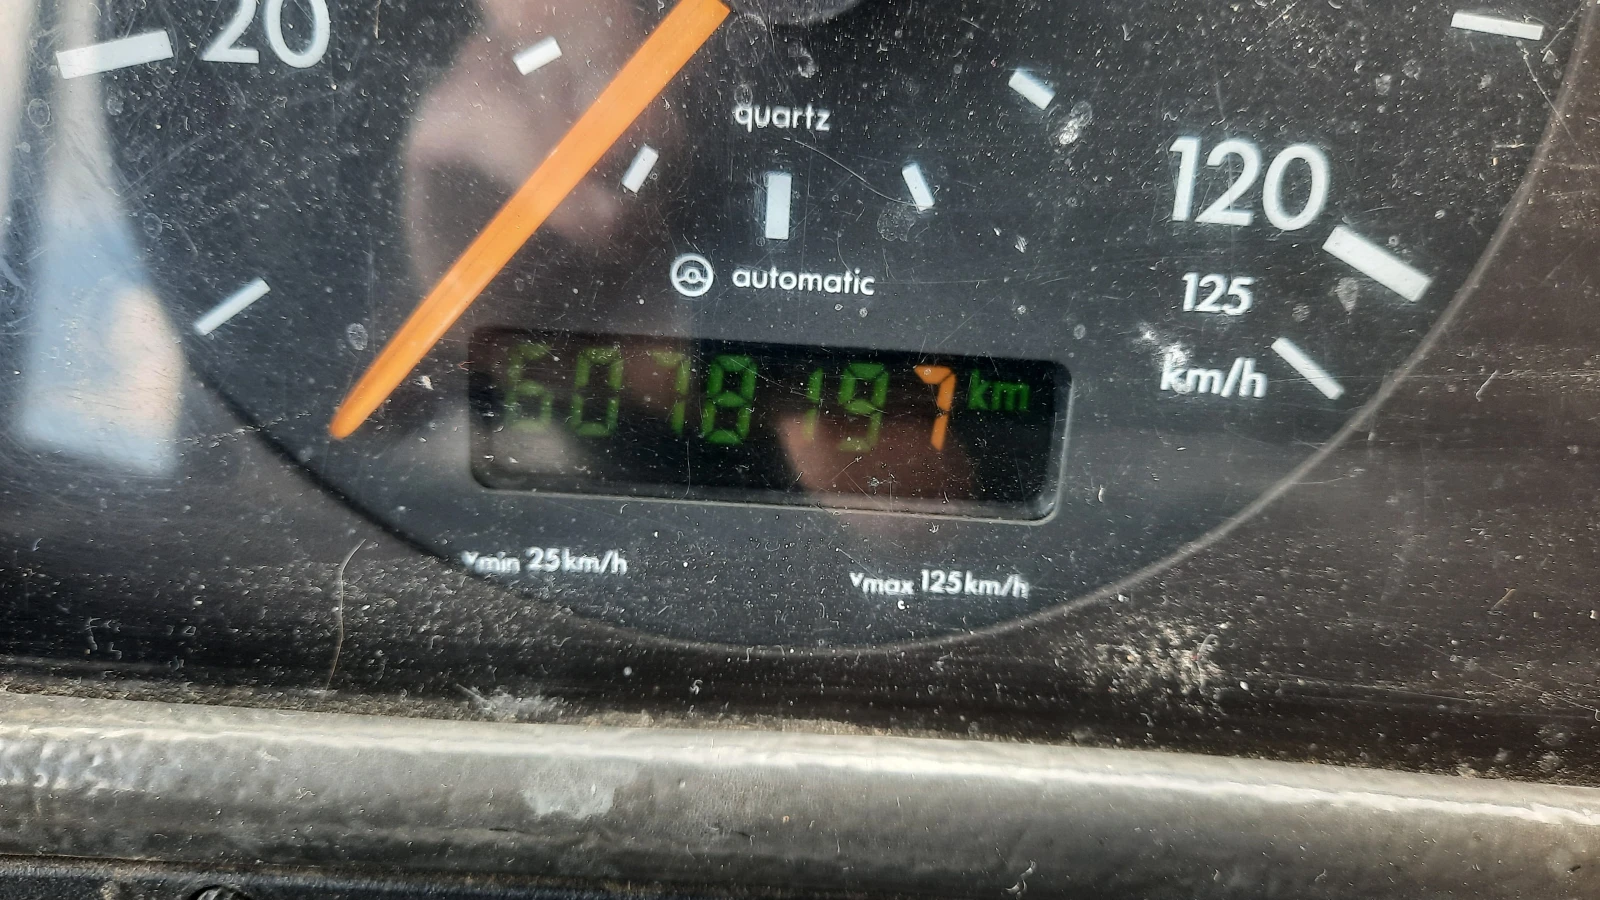 20
quartz
120
automatic
125
km/h
6078197 km
vmin 25km/h
vmax 125km/h